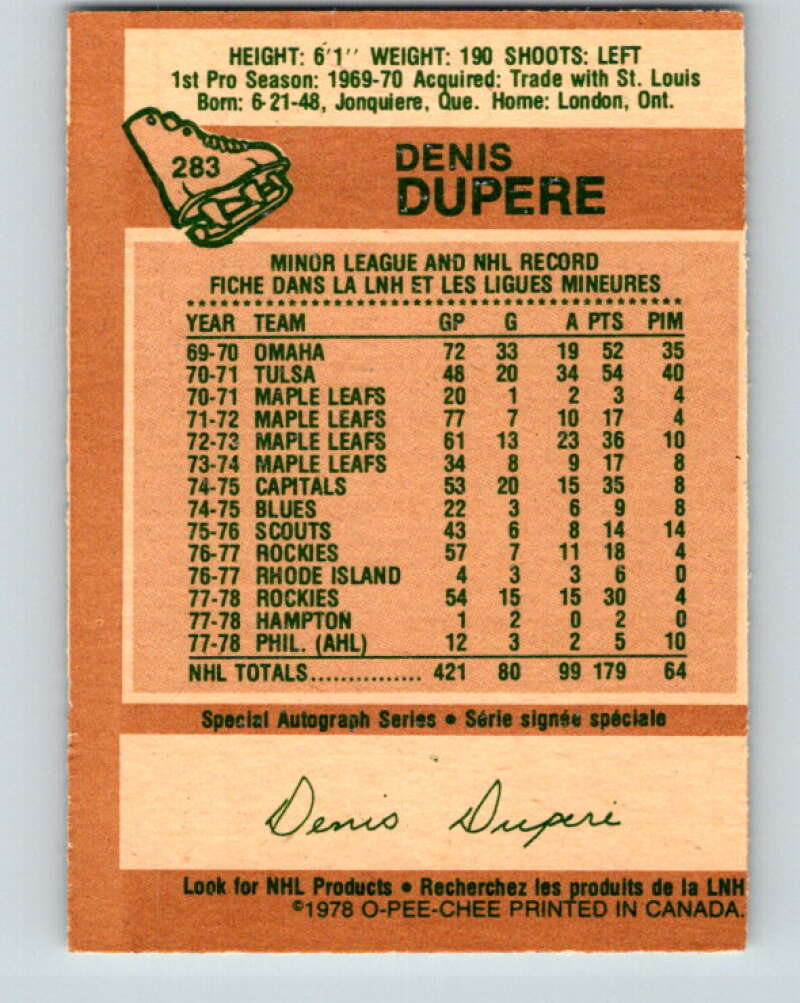 HEIGHT: 6'1'' WEIGHT: 190 SHOOTS: LEFT
1st Pro Season: 1969-70 Acquired: Trade with St. Louis
Born: 6-21-48, Jonquiere, Que. Home: London, Ont.
283
DENIS
DUPERE
MINOR LEAGUE AND NHL RECORD
FICHE DANS LA LNH ET LES LIGUES MINEURES
YEAR TEAM GP G A PTS PIM
69-70 OMAHA 72 33 19 52 35
70-71 TULSA 48 20 34 54 40
70-71 MAPLE LEAFS 20 1 2 3 4
71-72 MAPLE LEAFS 77 7 10 17 4
72-73 MAPLE LEAFS 61 13 23 36 10
73-74 MAPLE LEAFS 34 8 9 17 8
74-75 CAPITALS 53 20 15 35 8
74-75 BLUES 22 3 6 9 8
75-76 SCOUTS 43 6 8 14 14
76-77 ROCKIES 57 7 11 18 4
76-77 RHODE ISLAND 4 3 3 6 0
77-78 ROCKIES 54 15 15 30 4
77-78 HAMPTON 1 2 0 2 0
77-78 PHIL. (AHL) 12 3 2 5 10
NHL TOTALS............... 421 80 99 179 64
Special Autograph Series • Série signée spéciale
Denis Dupere
Look for NHL Products • Recherchez les produits de la LNH
©1978 O-PEE-CHEE PRINTED IN CANADA.